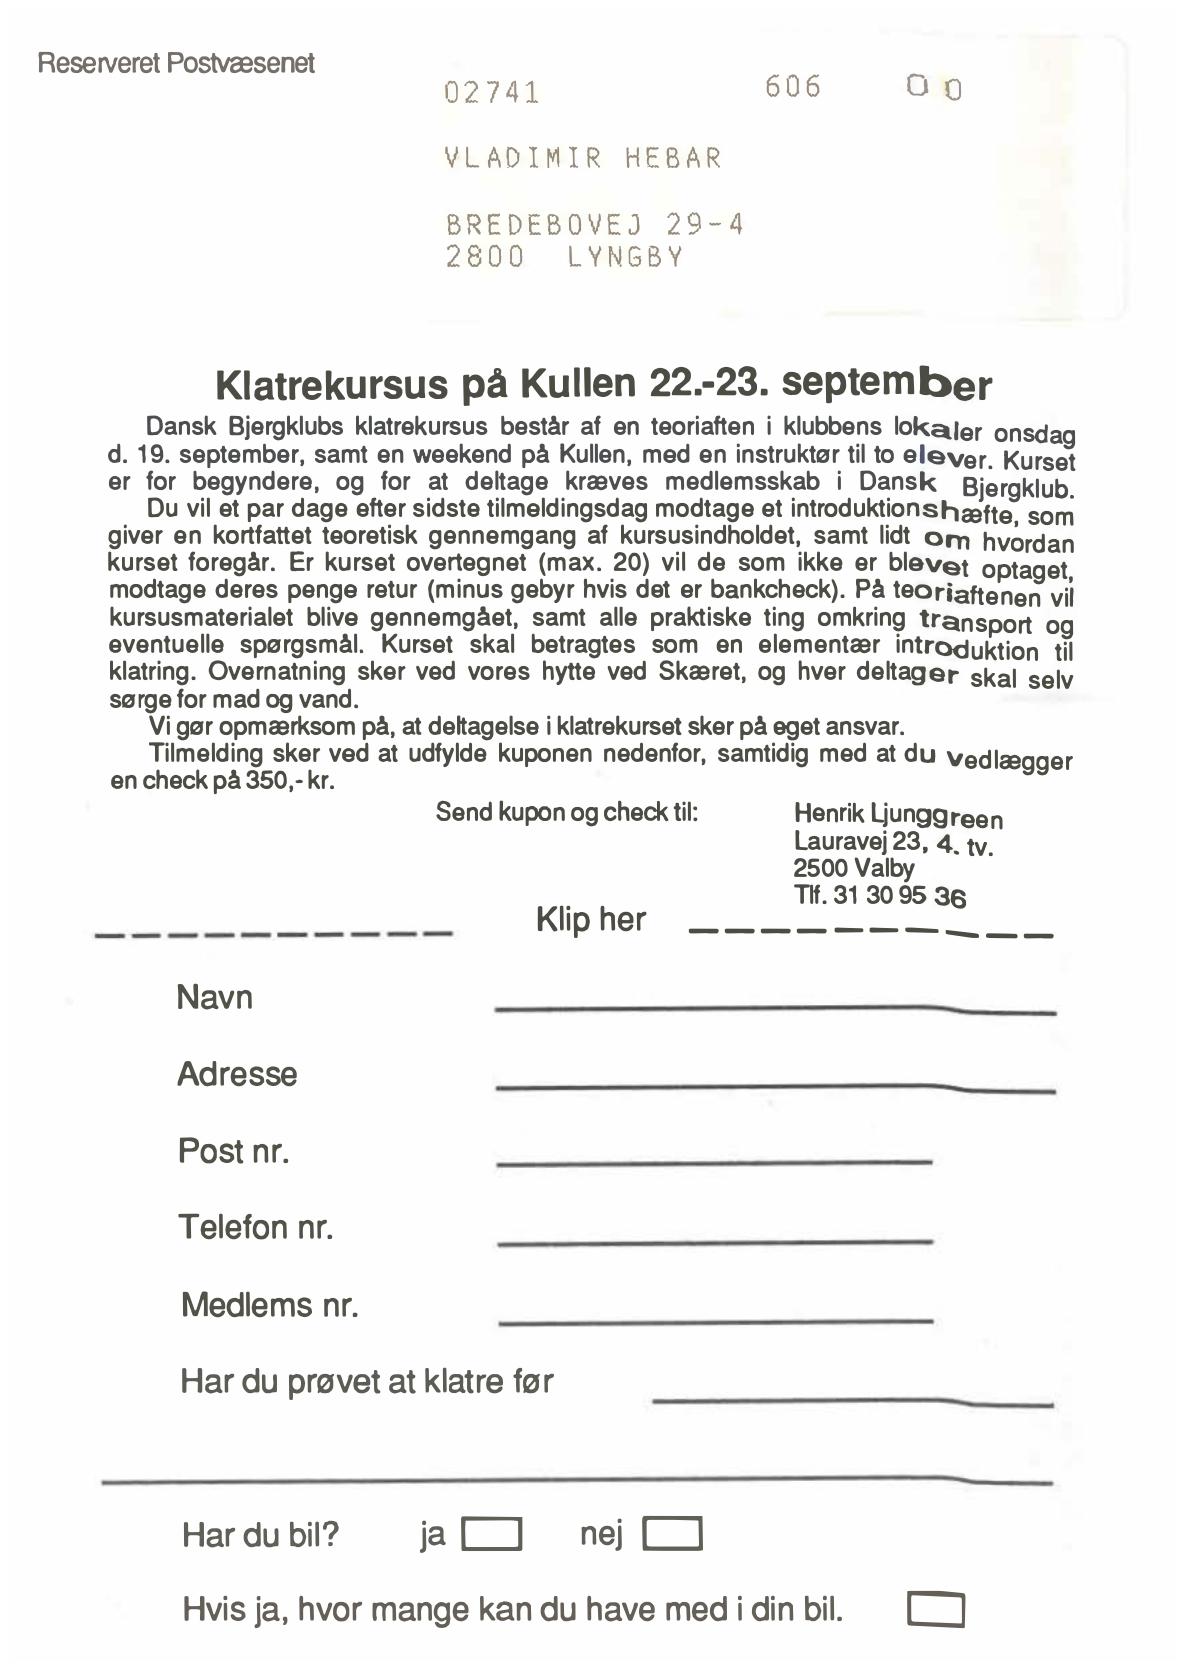 Reserveret Postvæsenet
02741 606 00
VLADIMIR HEBAR
BREDEBOVEJ 29-4
2800 LYNGBY
Klatrekursus på Kullen 22.-23. september
Dansk Bjergklubs klatrekursus består af en teoriaften i klubbens lokaler onsdag
d. 19. september, samt en weekend på Kullen, med en instruktør til to elever. Kurset
er for begyndere, og for at deltage kræves medlemsskab i Dansk Bjergklub.
Du vil et par dage efter sidste tilmeldingsdag modtage et introduktionshæfte, som
giver en kortfattet teoretisk gennemgang af kursusindholdet, samt lidt om hvordan
kurset foregår. Er kurset overtegnet (max. 20) vil de som ikke er blevet optaget,
modtage deres penge retur (minus gebyr hvis det er bankcheck). På teoriaftenen vil
kursusmaterialet blive gennemgået, samt alle praktiske ting omkring transport og
eventuelle spørgsmål. Kurset skal betragtes som en elementær introduktion til
klatring. Overnatning sker ved vores hytte ved Skæret, og hver deltager skal selv
sørge for mad og vand.
Vi gør opmærksom på, at deltagelse i klatrekurset sker på eget ansvar.
Tilmelding sker ved at udfylde kuponen nedenfor, samtidig med at du vedlægger
en check på 350,- kr.
Send kupon og check til: Henrik Ljunggreen
Lauravej 23, 4. tv.
2500 Valby
Tlf. 31 30 95 36
Klip her
Navn
Adresse
Post nr.
Telefon nr.
Medlems nr.
Har du prøvet at klatre før
Har du bil? ja nej
Hvis ja, hvor mange kan du have med i din bil.